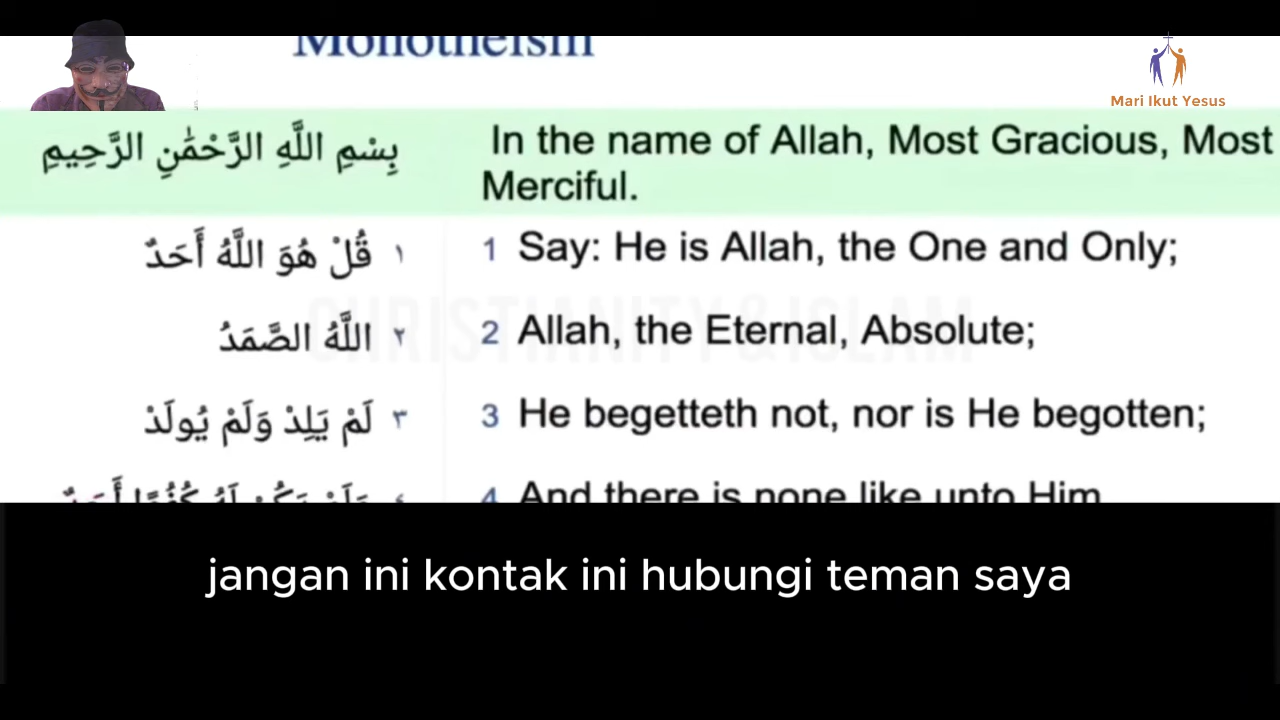 Monotheism
Mari Ikut Yesus
بِسْمِ اللَّهِ الرَّحْمَٰنِ الرَّحِيمِ
In the name of Allah, Most Gracious, Most
Merciful.
١ قُلْ هُوَ اللَّهُ أَحَدٌ
1 Say: He is Allah, the One and Only;
CHRISTIANITY & ISLAM
٢ اللَّهُ الصَّمَدُ
2 Allah, the Eternal, Absolute;
٣ لَمْ يَلِدْ وَلَمْ يُولَدْ
3 He begetteth not, nor is He begotten;
٤ وَلَمْ يَكُنْ لَهُ كُفُوًا أَحَدٌ
4 And there is none like unto Him
jangan ini kontak ini hubungi teman saya